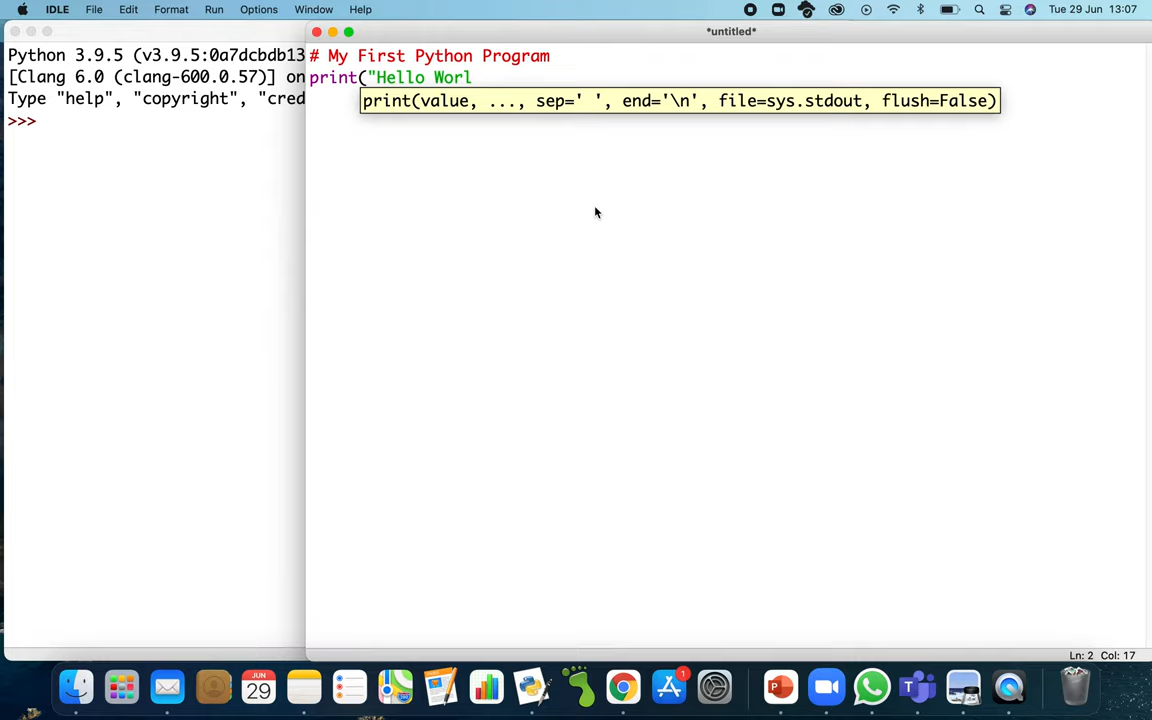 IDLE File Edit Format Run Options Window Help Tue 29 Jun 13:07
*untitled*
Python 3.9.5 (v3.9.5:0a7dcbdb13
[Clang 6.0 (clang-600.0.57)] on
Type "help", "copyright", "cred
>>>
# My First Python Program
print("Hello Worl
print(value, ..., sep=' ', end='\n', file=sys.stdout, flush=False)
Ln: 2 Col: 17
JUN
29
1